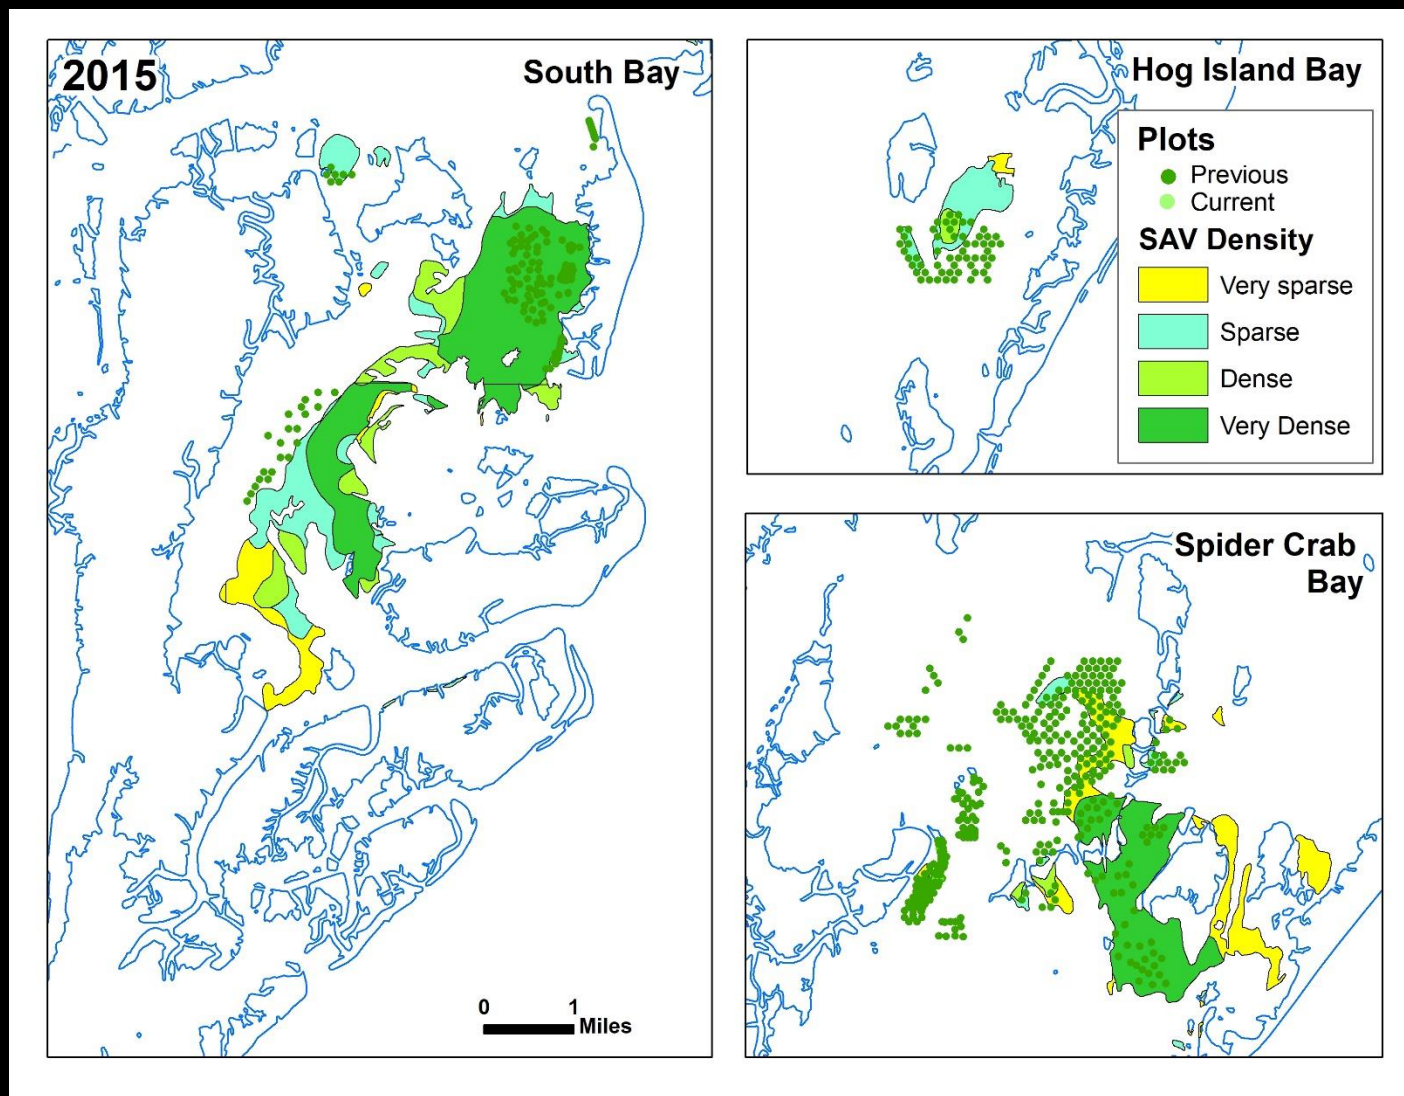 2015
South Bay
0 1
Miles
Hog Island Bay
Plots
Previous
Current
SAV Density
Very sparse
Sparse
Dense
Very Dense
Spider Crab
Bay